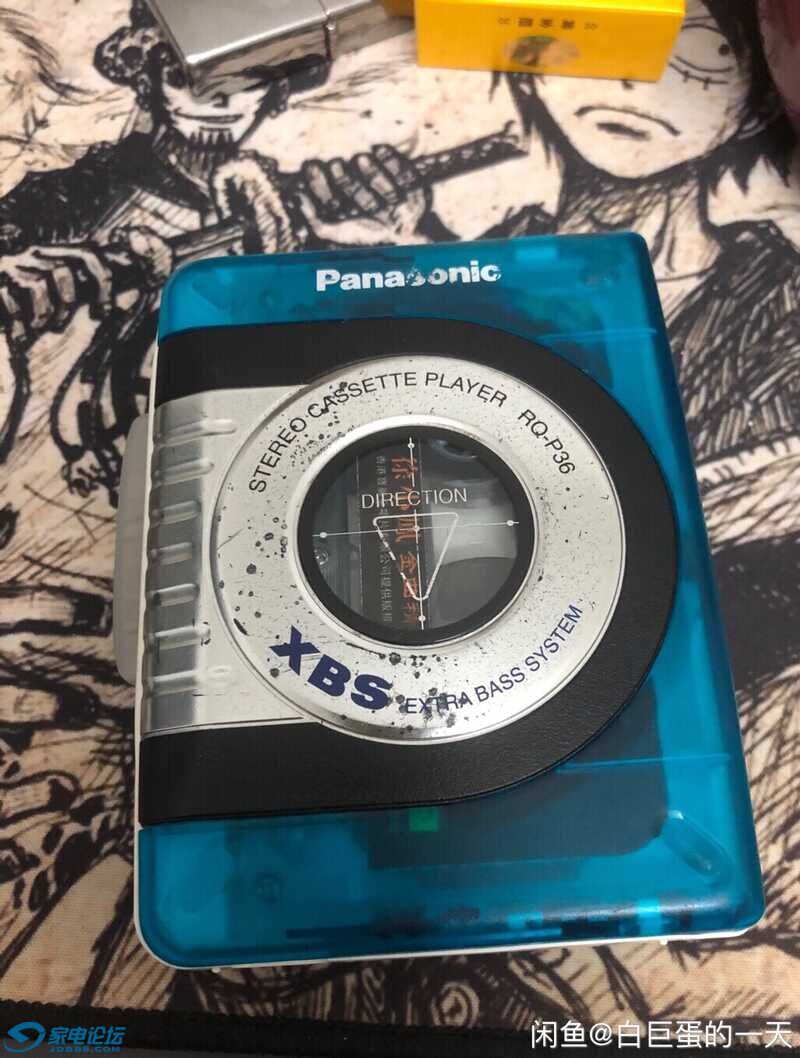 Panasonic
STEREO CASSETTE PLAYER RQ-P36
DIRECTION
XBS EXTRA BASS SYSTEM
家电论坛
JDBBS.COM
闲鱼@白巨蛋的一天